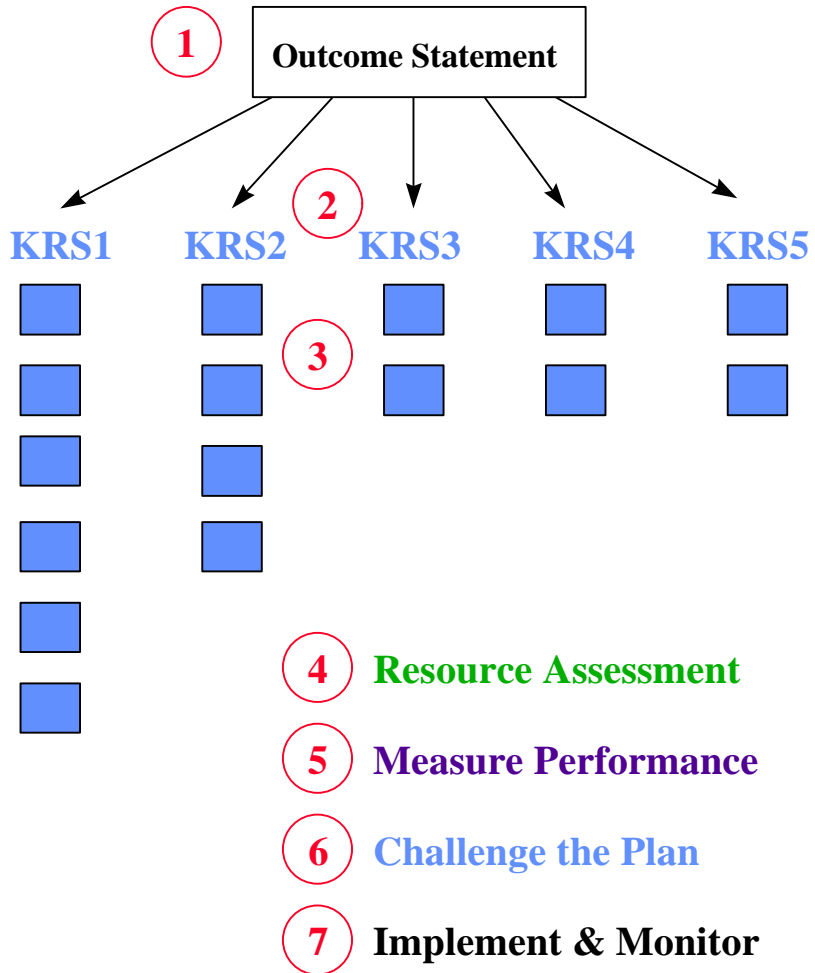 1
Outcome Statement
2
KRS1 KRS2 KRS3 KRS4 KRS5
3
4 Resource Assessment
5 Measure Performance
6 Challenge the Plan
7 Implement & Monitor